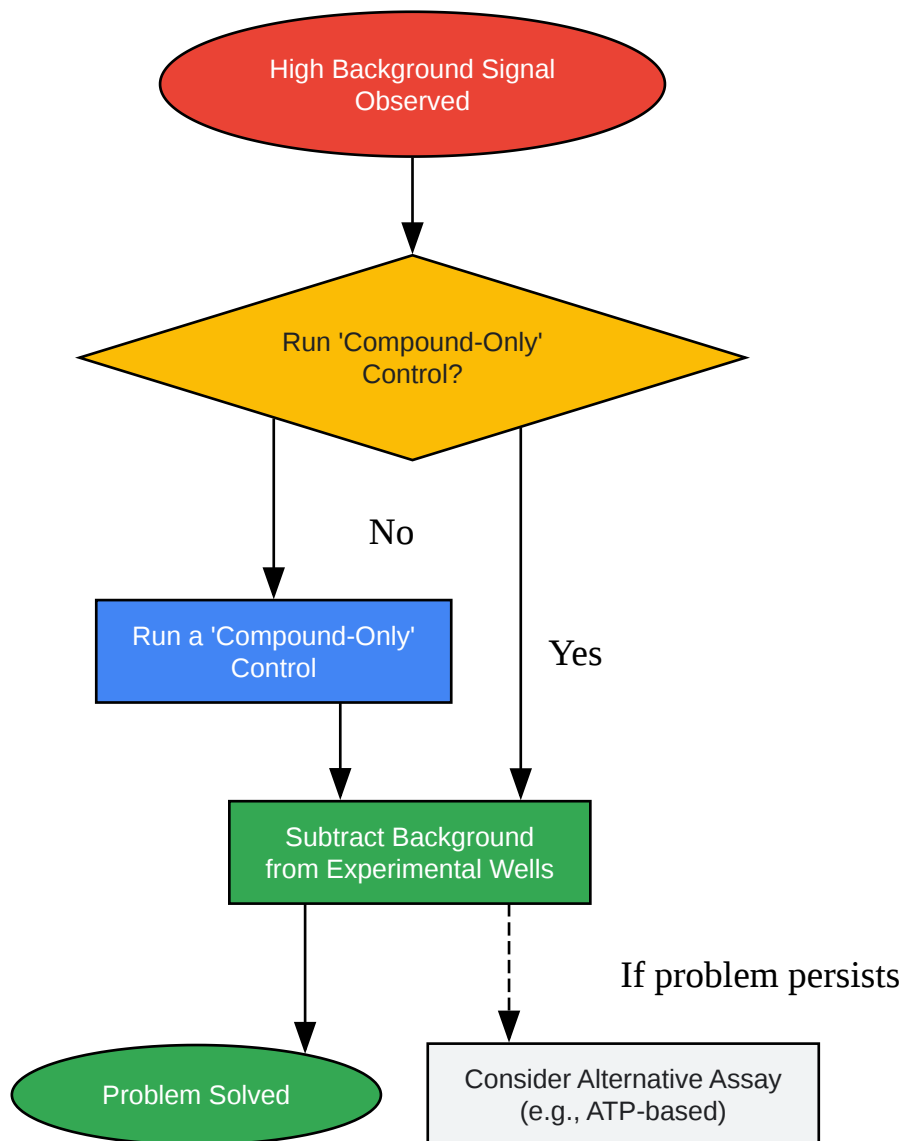 High Background Signal
Observed
Run 'Compound-Only'
Control?
No
Run a 'Compound-Only'
Control
Yes
Subtract Background
from Experimental Wells
If problem persists
Problem Solved
Consider Alternative Assay
(e.g., ATP-based)